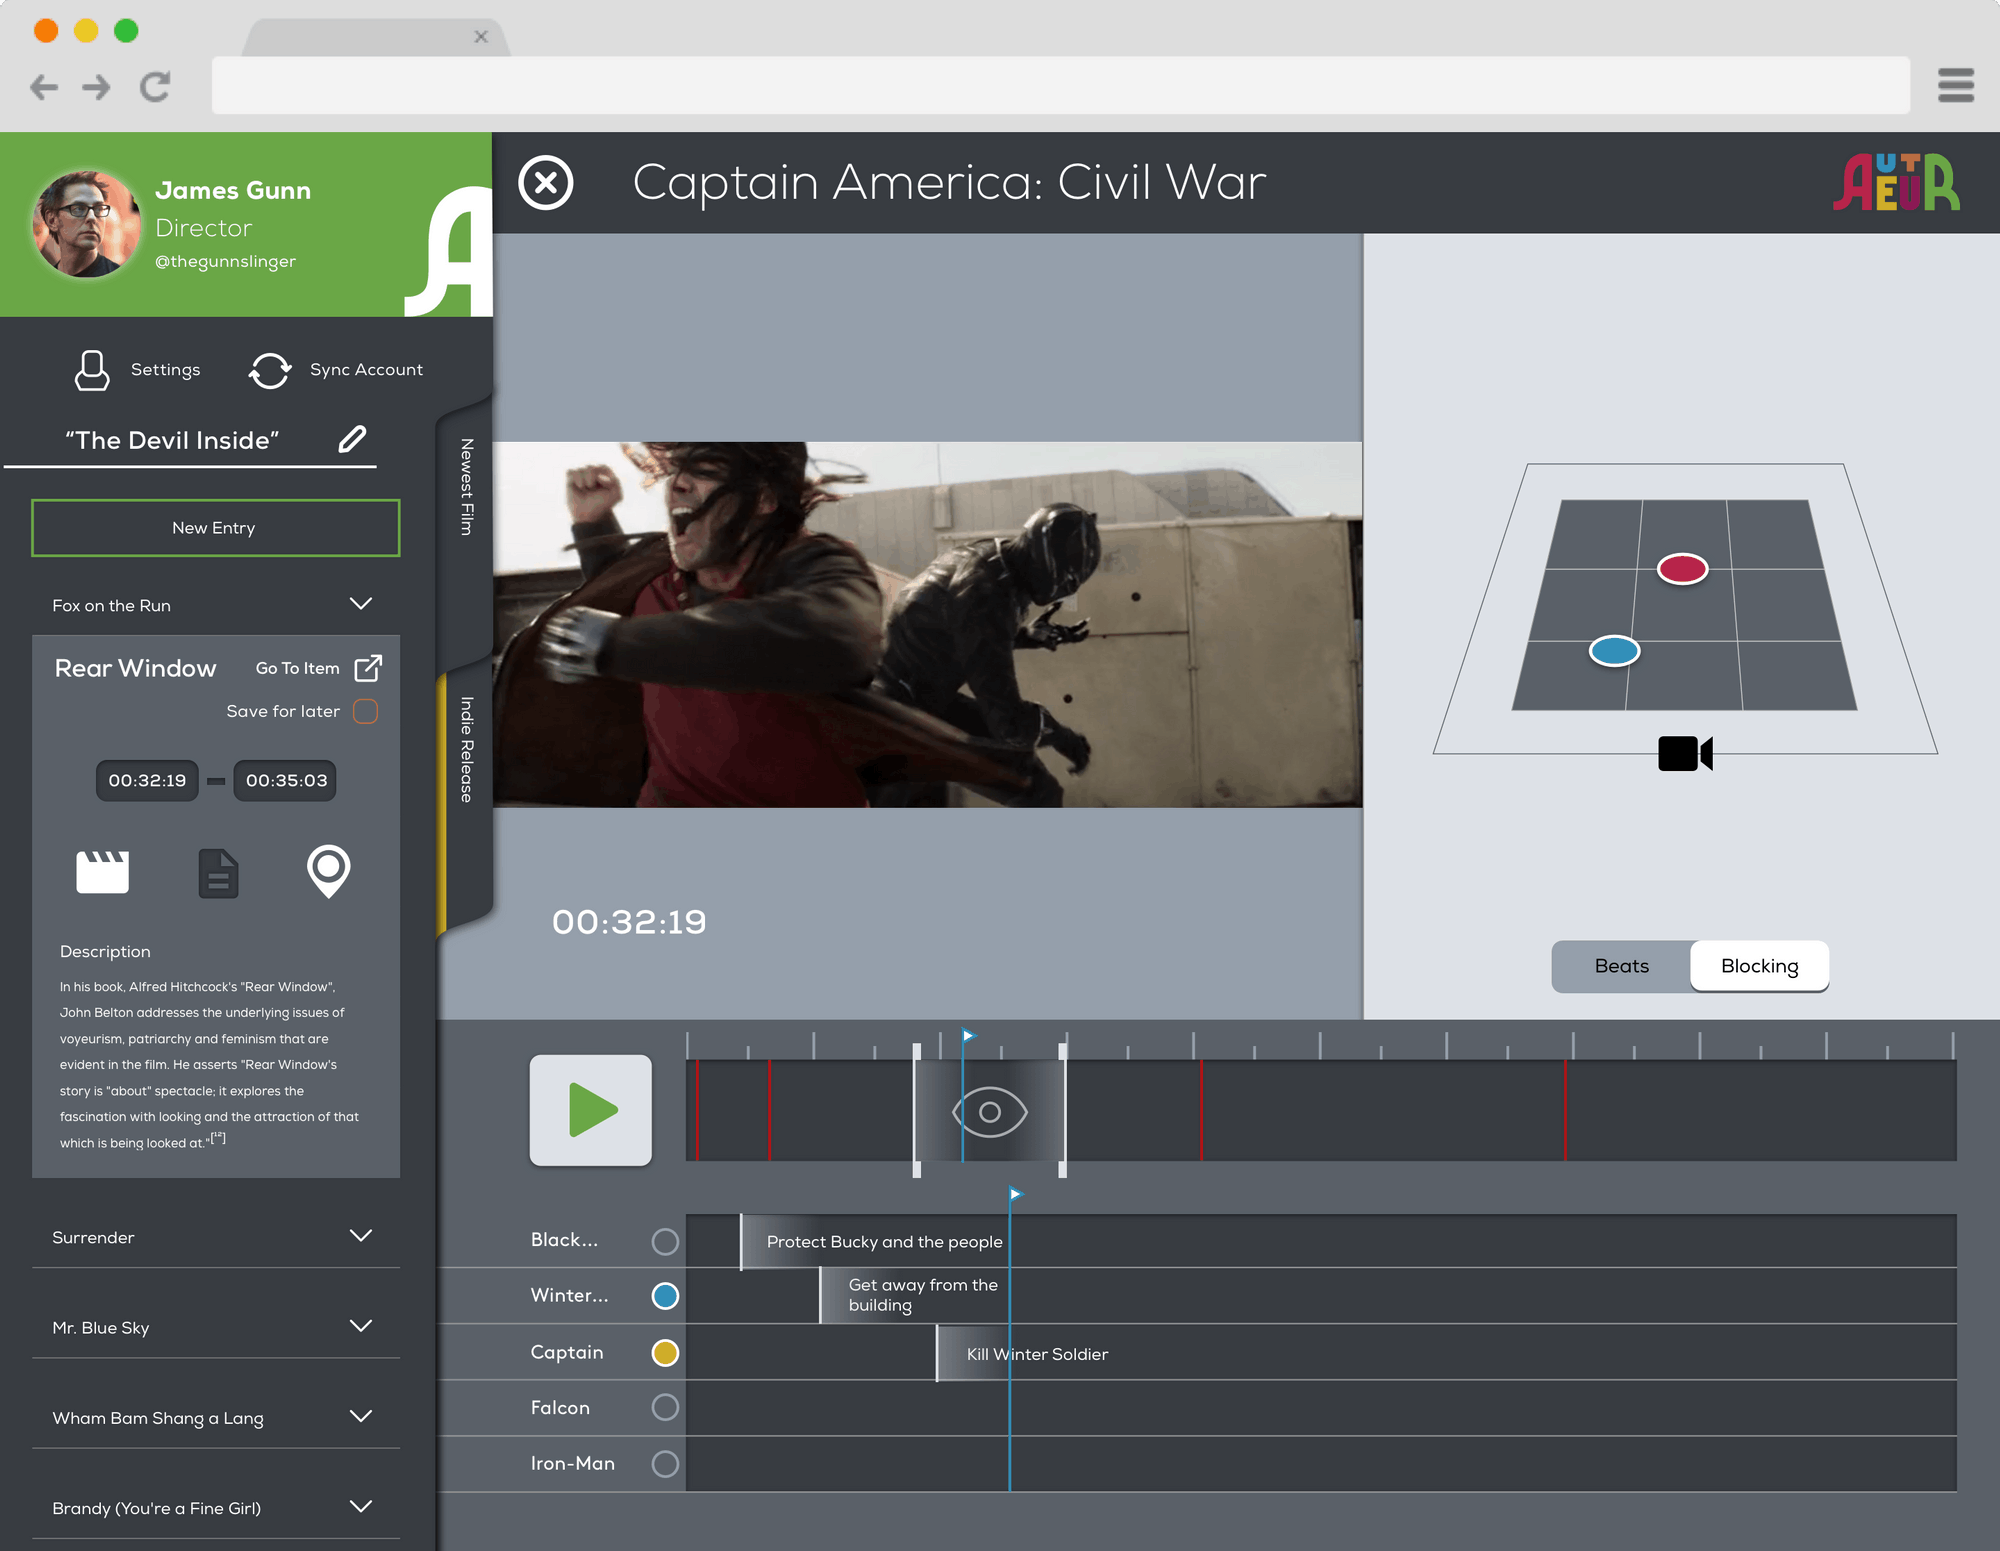 James Gunn
Director
@thegunnslinger
Captain America: Civil War
AUTEUR
Settings
Sync Account
“The Devil Inside”
New Entry
Newest Film
Indie Release
Fox on the Run
Rear Window
Go To Item
Save for later
00:32:19
00:35:03
Description
In his book, Alfred Hitchcock's "Rear Window",
John Belton addresses the underlying issues of
voyeurism, patriarchy and feminism that are
evident in the film. He asserts "Rear Window's
story is "about" spectacle; it explores the
fascination with looking and the attraction of that
which is being looked at."[12]
Surrender
Mr. Blue Sky
Wham Bam Shang a Lang
Brandy (You're a Fine Girl)
00:32:19
Beats
Blocking
Black...
Protect Bucky and the people
Winter...
Get away from the
building
Captain
Kill Winter Soldier
Falcon
Iron-Man